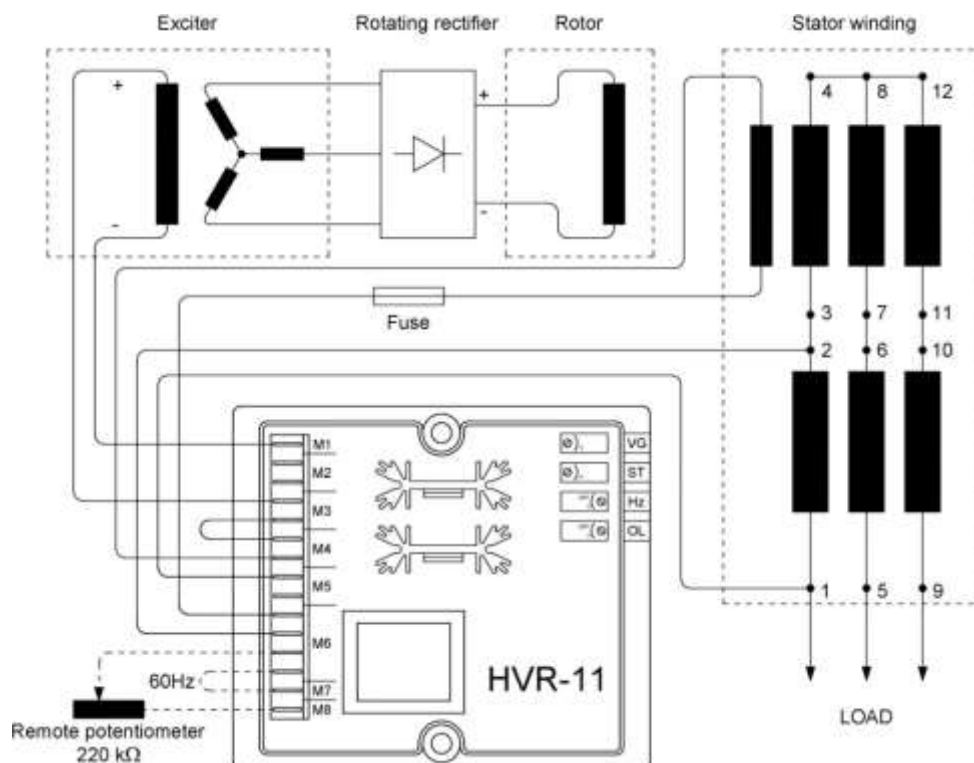 Exciter
Rotating rectifier
Rotor
Stator winding
+
-
+
-
4 8 12
3 7 11
2 6 10
1 5 9
Fuse
M1
M2
M3
M4
M5
M6
M7
M8
VG
ST
Hz
OL
60Hz
HVR-11
LOAD
Remote potentiometer
220 kΩ